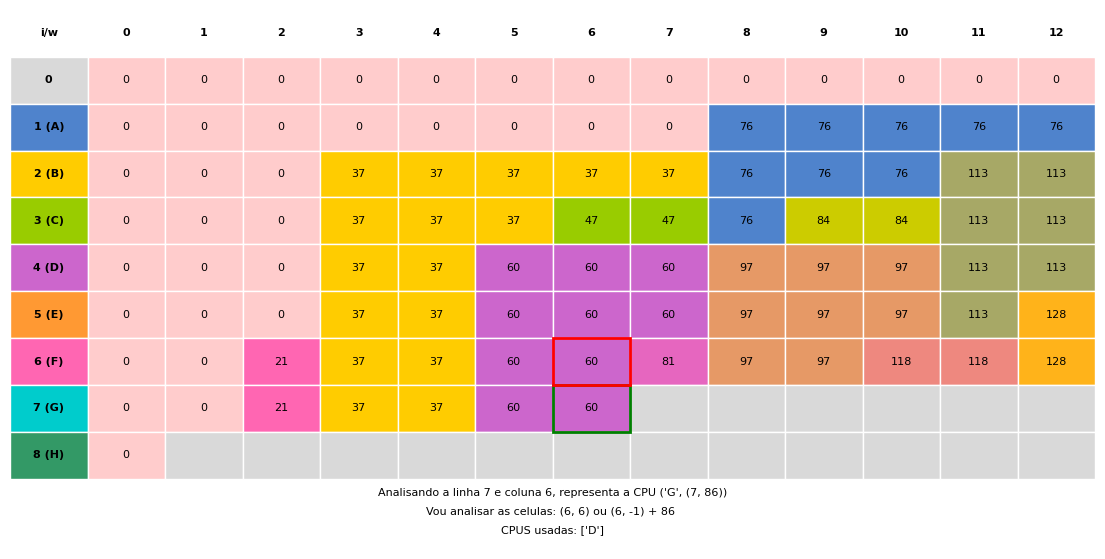 i/w 0 1 2 3 4 5 6 7 8 9 10 11 12
0 0 0 0 0 0 0 0 0 0 0 0 0 0
1 (A) 0 0 0 0 0 0 0 0 76 76 76 76 76
2 (B) 0 0 0 37 37 37 37 37 76 76 76 113 113
3 (C) 0 0 0 37 37 37 47 47 76 84 84 113 113
4 (D) 0 0 0 37 37 60 60 60 97 97 97 113 113
5 (E) 0 0 0 37 37 60 60 60 97 97 97 113 128
6 (F) 0 0 21 37 37 60 60 81 97 97 118 118 128
7 (G) 0 0 21 37 37 60 60
8 (H) 0
Analisando a linha 7 e coluna 6, representa a CPU ('G', (7, 86))
Vou analisar as celulas: (6, 6) ou (6, -1) + 86
CPUS usadas: ['D']